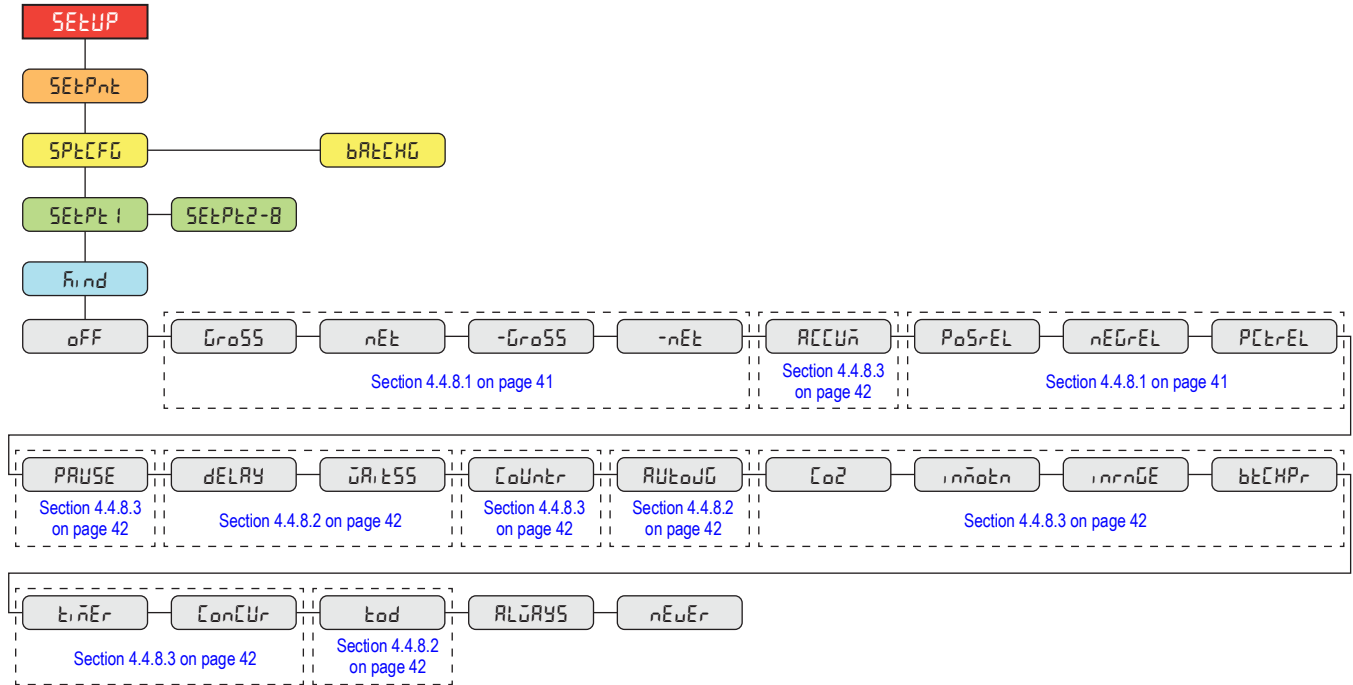 SEtUP
SEtPnt
SPtCFG bAtCHG
SEtPt 1 SEtPt2-8
kind
oFF GroSS nEt -GroSS -nEt ACCUm PoSrEL nEGrEL PCtrEL
Section 4.4.8.1 on page 41
Section 4.4.8.3
on page 42
Section 4.4.8.1 on page 41
PAUSE dELAY wAitSS CoUntr AUtoJG Co2 inmotn inrnGE btCHPr
Section 4.4.8.3
on page 42
Section 4.4.8.2 on page 42
Section 4.4.8.3
on page 42
Section 4.4.8.2
on page 42
Section 4.4.8.3 on page 42
timEr ConCUr tod ALwAYS nEvEr
Section 4.4.8.3 on page 42
Section 4.4.8.2
on page 42